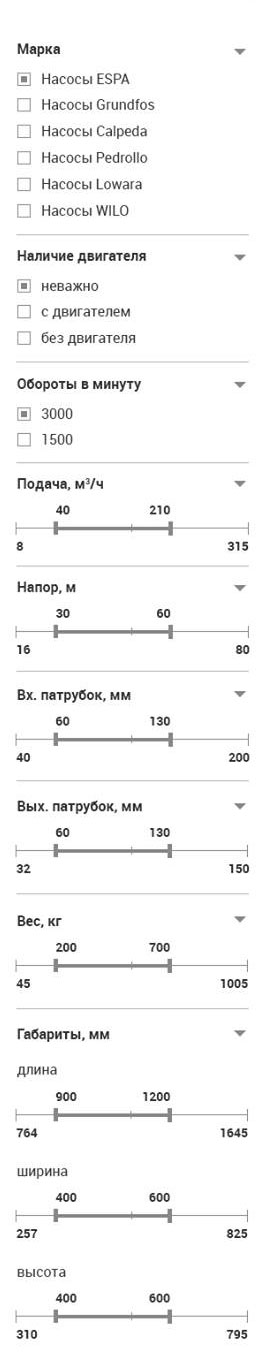 Марка
Насосы ESPA
Насосы Grundfos
Насосы Calpeda
Насосы Pedrollo
Насосы Lowara
Насосы WILO
Наличие двигателя
неважно
с двигателем
без двигателя
Обороты в минуту
3000
1500
Подача, м³/ч
40 210
8 315
Напор, м
30 60
16 80
Вх. патрубок, мм
60 130
40 200
Вых. патрубок, мм
60 130
32 150
Вес, кг
200 700
45 1005
Габариты, мм
длина
900 1200
764 1645
ширина
400 600
257 825
высота
400 600
310 795